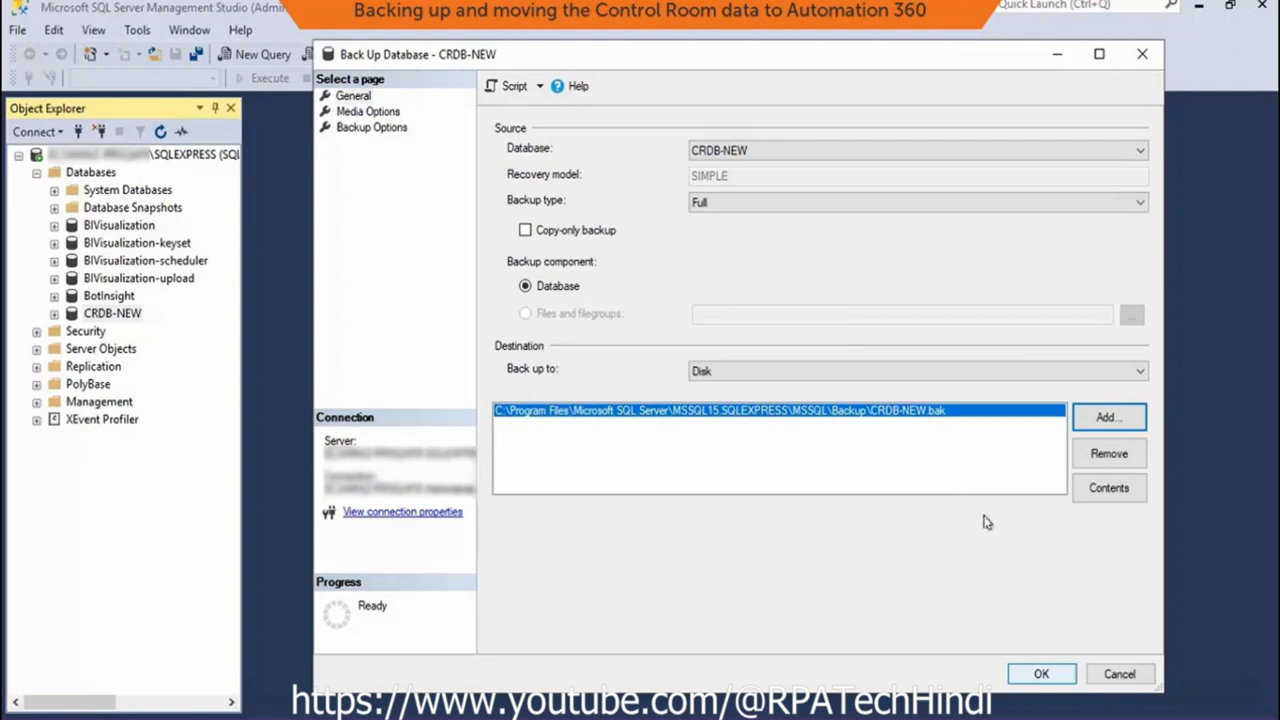 Microsoft SQL Server Management Studio (Admi
Backing up and moving the Control Room data to Automation 360
Quick Launch (Ctrl+Q)
File Edit View Tools Window Help
New Query
Execute
Object Explorer
Connect
\SQLEXPRESS (SQL
Databases
System Databases
Database Snapshots
BIVisualization
BIVisualization-keyset
BIVisualization-scheduler
BIVisualization-upload
BotInsight
CRDB-NEW
Security
Server Objects
Replication
PolyBase
Management
XEvent Profiler
Back Up Database - CRDB-NEW
Select a page
General
Media Options
Backup Options
Connection
Server:
View connection properties
Progress
Ready
Script Help
Source
Database: CRDB-NEW
Recovery model: SIMPLE
Backup type: Full
Copy-only backup
Backup component:
Database
Files and filegroups: ...
Destination
Back up to: Disk
C:\Program Files\Microsoft SQL Server\MSSQL15.SQLEXPRESS\MSSQL\Backup\CRDB-NEW.bak
Add...
Remove
Contents
OK Cancel
https://www.youtube.com/@RPATechHindi